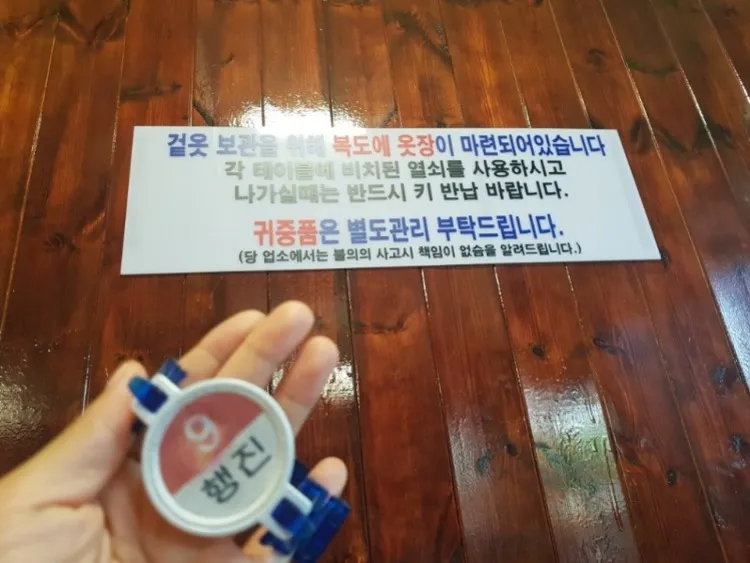 겉옷 보관을 위해 복도에 옷장이 마련되어있습니다
각 테이블에 비치된 열쇠를 사용하시고
나가실때는 반드시 키 반납 바랍니다.
귀중품은 별도관리 부탁드립니다.
(당 업소에서는 불의의 사고시 책임이 없슴을 알려드립니다.)
9
행진